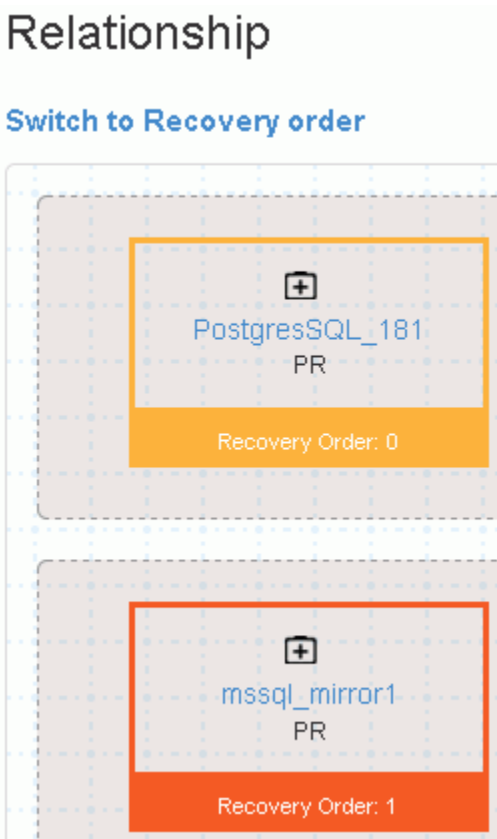 Relationship
Switch to Recovery order
PostgresSQL_181
PR
Recovery Order: 0
mssql_mirror1
PR
Recovery Order: 1